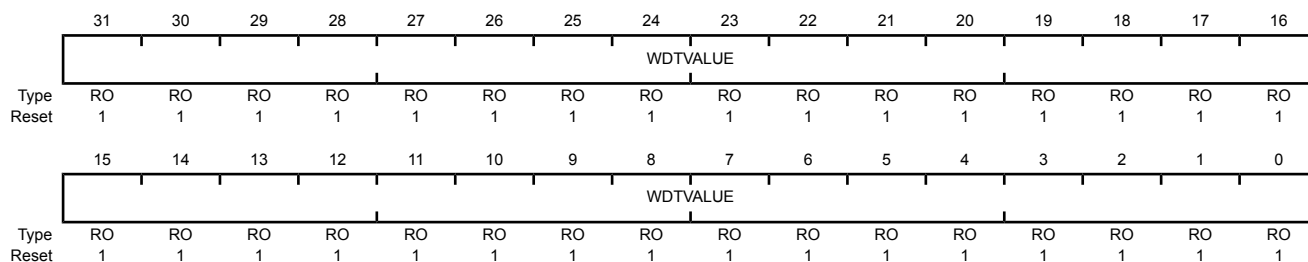 31 30 29 28 27 26 25 24 23 22 21 20 19 18 17 16
WDTVALUE
Type RO RO RO RO RO RO RO RO RO RO RO RO RO RO RO RO
Reset 1 1 1 1 1 1 1 1 1 1 1 1 1 1 1 1
15 14 13 12 11 10 9 8 7 6 5 4 3 2 1 0
WDTVALUE
Type RO RO RO RO RO RO RO RO RO RO RO RO RO RO RO RO
Reset 1 1 1 1 1 1 1 1 1 1 1 1 1 1 1 1